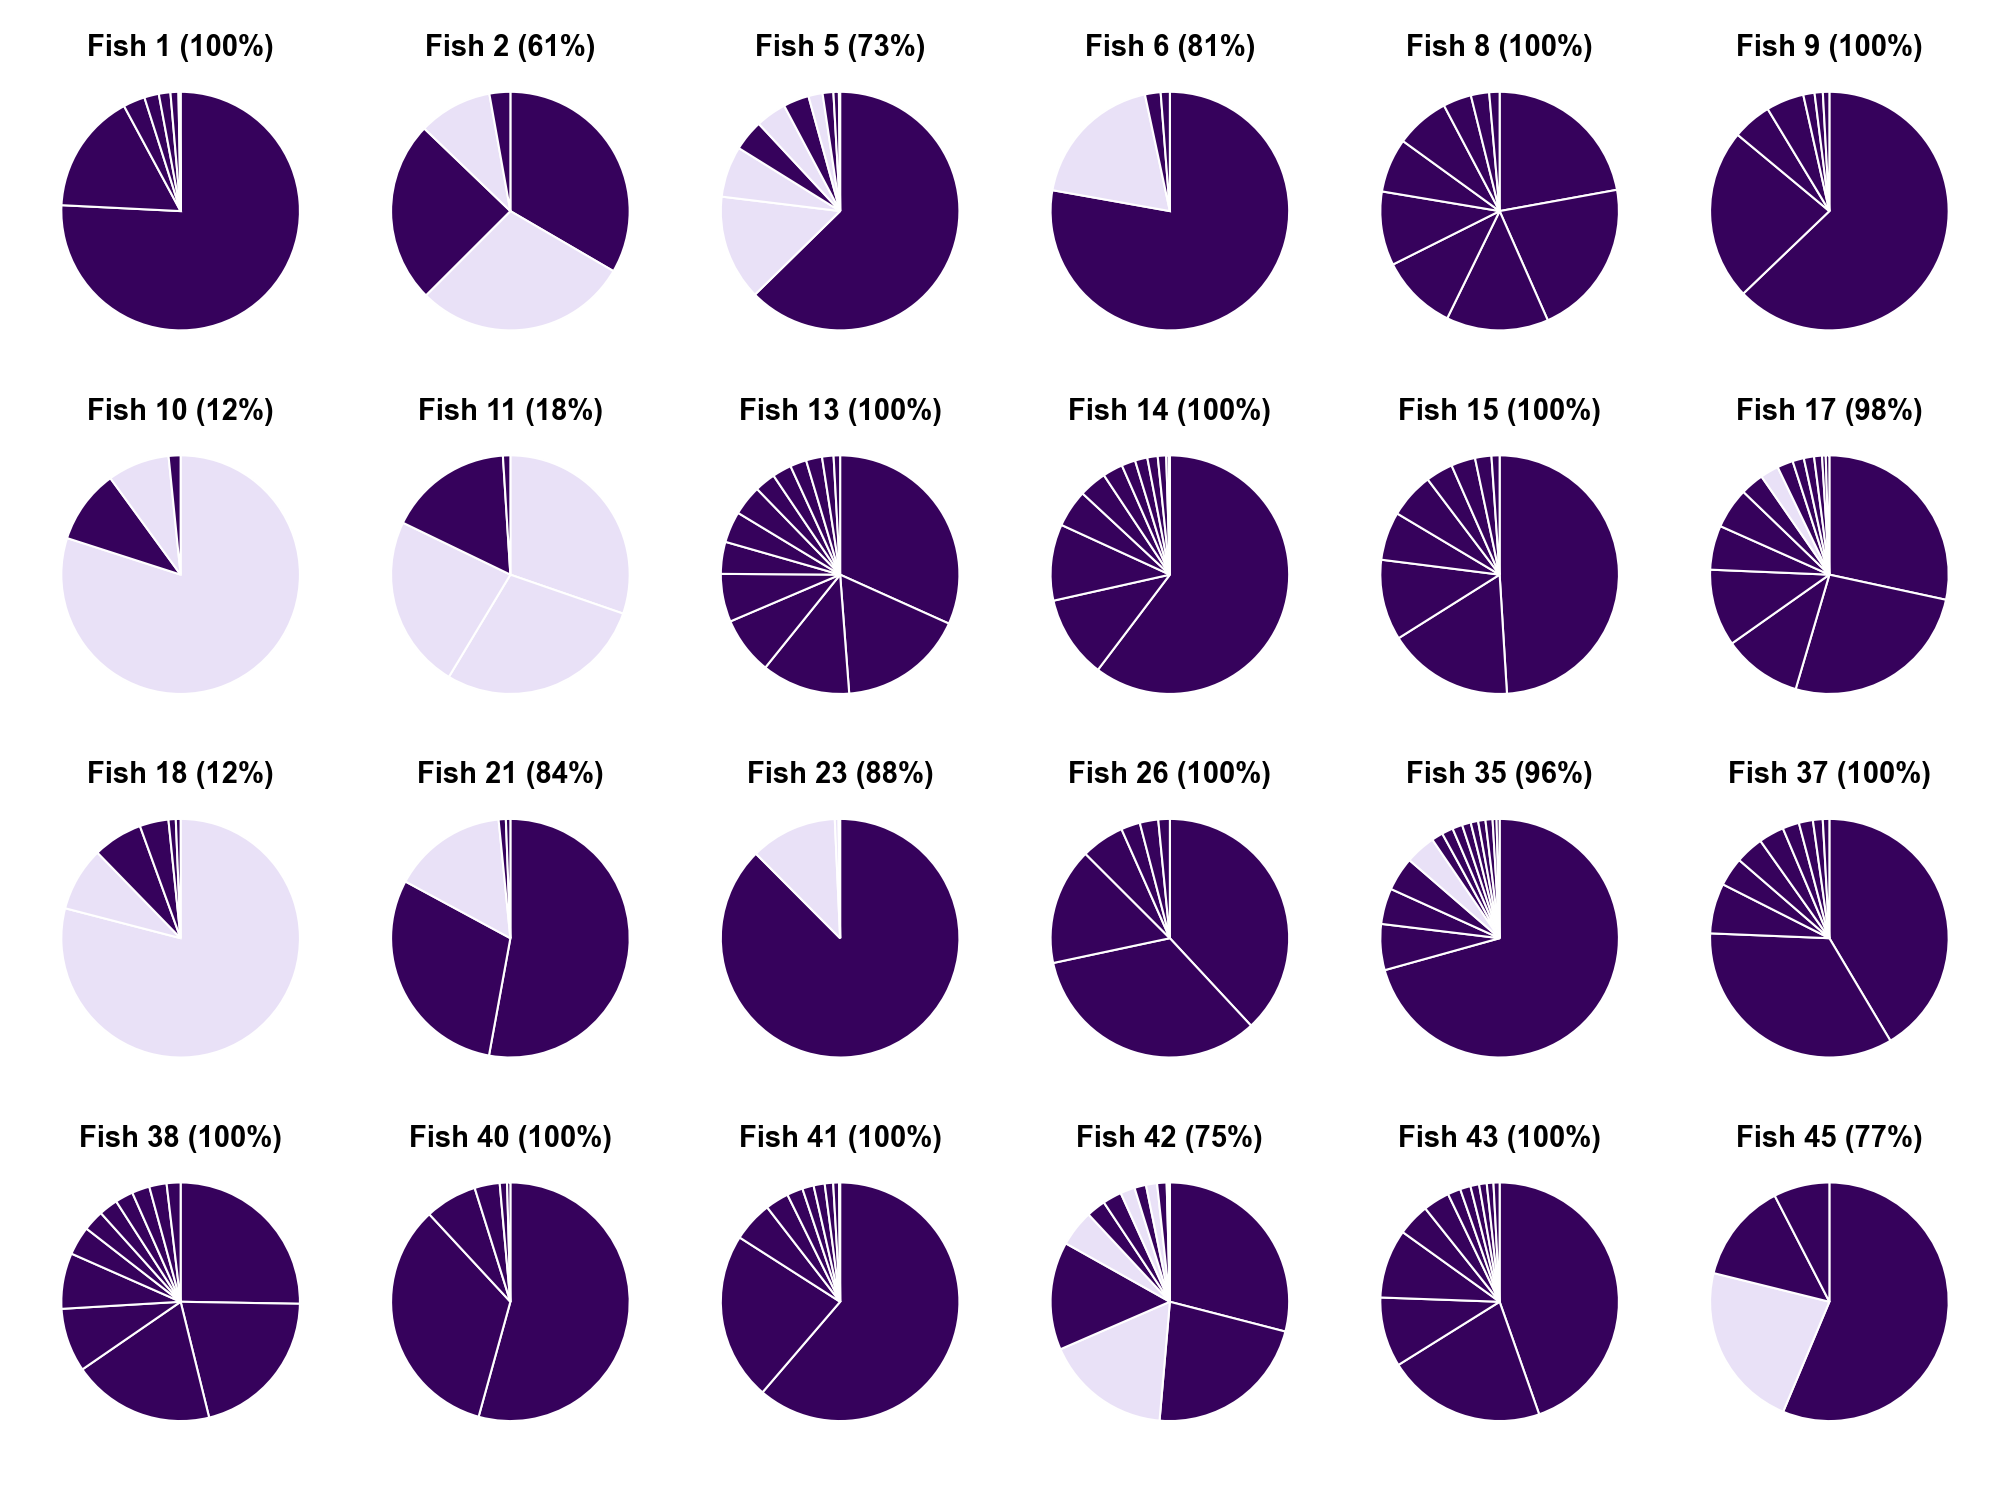 Fish 1 (100%)
Fish 2 (61%)
Fish 5 (73%)
Fish 6 (81%)
Fish 8 (100%)
Fish 9 (100%)
Fish 10 (12%)
Fish 11 (18%)
Fish 13 (100%)
Fish 14 (100%)
Fish 15 (100%)
Fish 17 (98%)
Fish 18 (12%)
Fish 21 (84%)
Fish 23 (88%)
Fish 26 (100%)
Fish 35 (96%)
Fish 37 (100%)
Fish 38 (100%)
Fish 40 (100%)
Fish 41 (100%)
Fish 42 (75%)
Fish 43 (100%)
Fish 45 (77%)